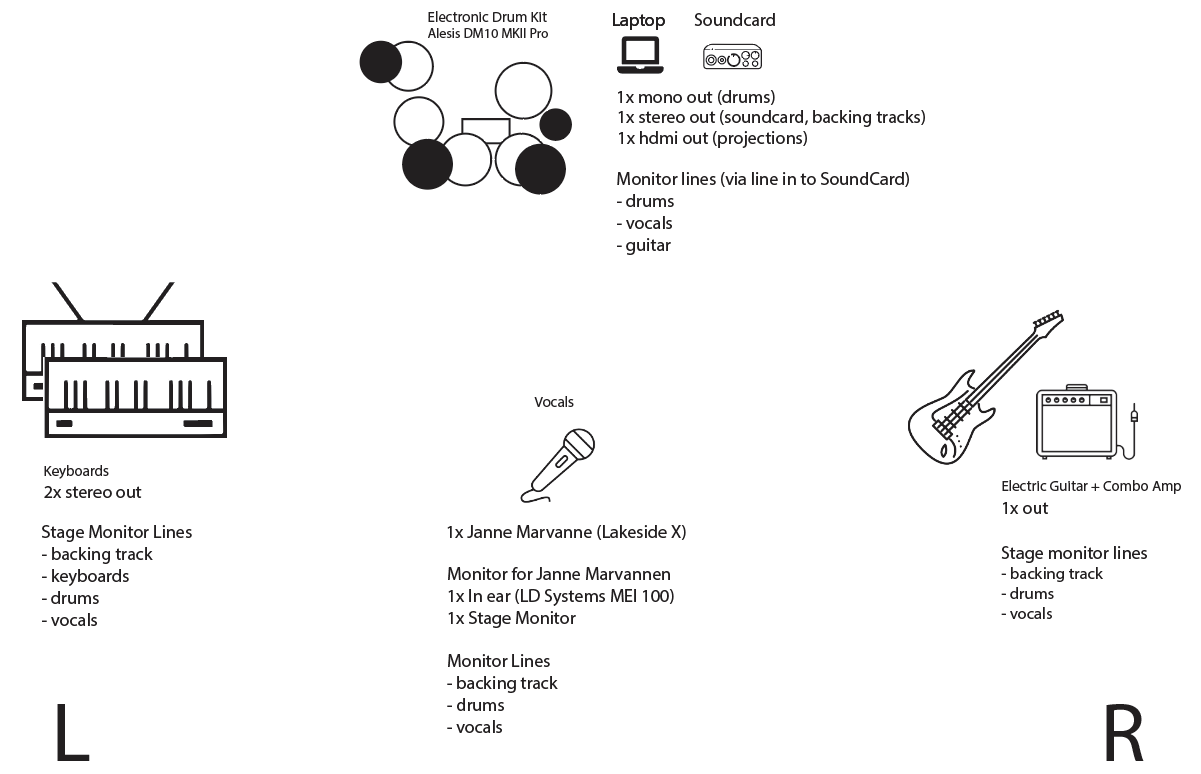 Electronic Drum Kit
Alesis DM10 MKII Pro
Laptop
Soundcard
1x mono out (drums)
1x stereo out (soundcard, backing tracks)
1x hdmi out (projections)
Monitor lines (via line in to SoundCard)
- drums
- vocals
- guitar
Keyboards
2x stereo out
Stage Monitor Lines
- backing track
- keyboards
- drums
- vocals
Vocals
1x Janne Marvanne (Lakeside X)
Monitor for Janne Marvannen
1x In ear (LD Systems MEI 100)
1x Stage Monitor
Monitor Lines
- backing track
- drums
- vocals
Electric Guitar + Combo Amp
1x out
Stage monitor lines
- backing track
- drums
- vocals
L
R